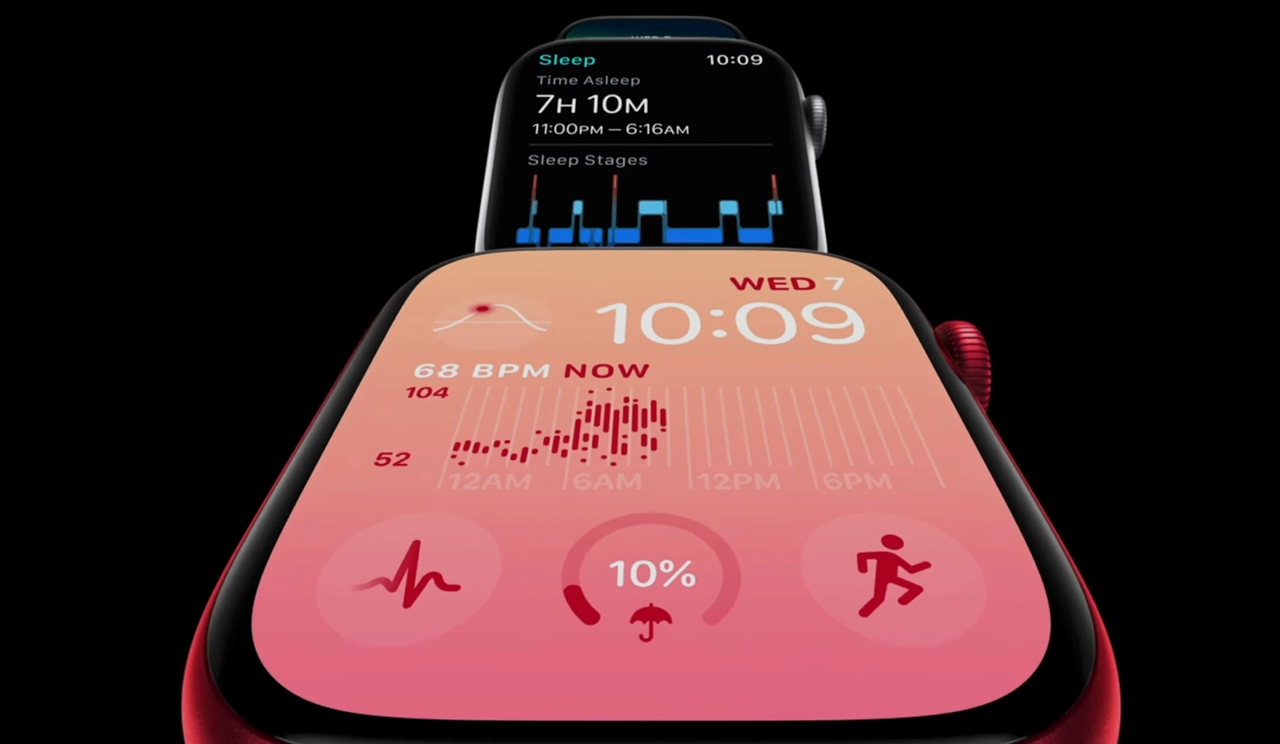 Sleep 10:09
Time Asleep
7H 10M
11:00PM – 6:16AM
Sleep Stages
WED 7
10:09
68 BPM NOW
104
52
12AM 6AM 12PM 6PM
10%